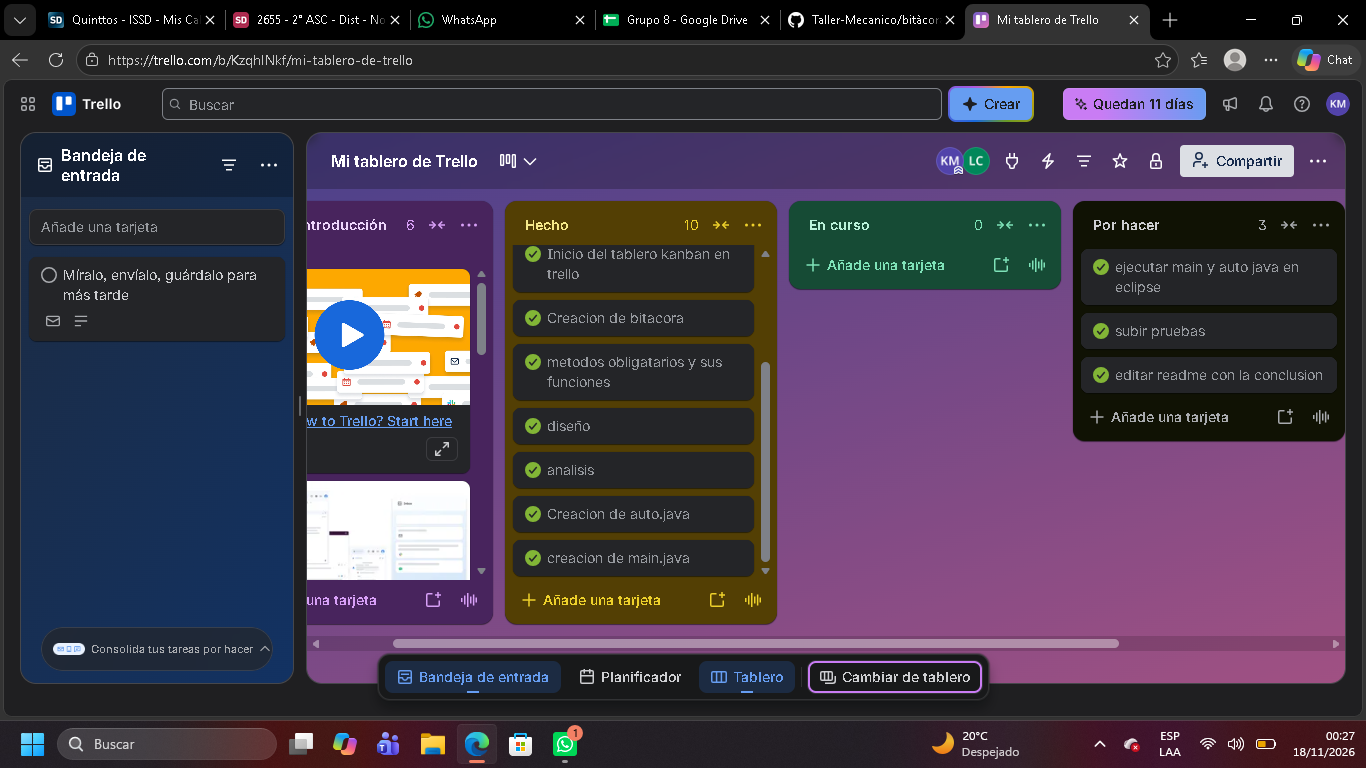 Quinttos - ISSD - Mis Cal
2655 - 2° ASC - Dist - No
WhatsApp
Grupo 8 - Google Drive
Taller-Mecanico/bitàcor
Mi tablero de Trello
https://trello.com/b/KzqhlNkf/mi-tablero-de-trello
Chat
Trello
Buscar
Crear
Quedan 11 días
KM
Bandeja de
entrada
Añade una tarjeta
Míralo, envíalo, guárdalo para
más tarde
Consolida tus tareas por hacer
Mi tablero de Trello
KM
LC
Compartir
ntroducción 6
w to Trello? Start here
una tarjeta
Hecho 10
Inicio del tablero kanban en
trello
Creacion de bitacora
metodos obligatarios y sus
funciones
diseño
analisis
Creacion de auto.java
creacion de main.java
Añade una tarjeta
En curso 0
Añade una tarjeta
Por hacer 3
ejecutar main y auto java en
eclipse
subir pruebas
editar readme con la conclusion
Añade una tarjeta
Bandeja de entrada
Planificador
Tablero
Cambiar de tablero
Buscar
1
20°C
Despejado
ESP
LAA
00:27
18/11/2026